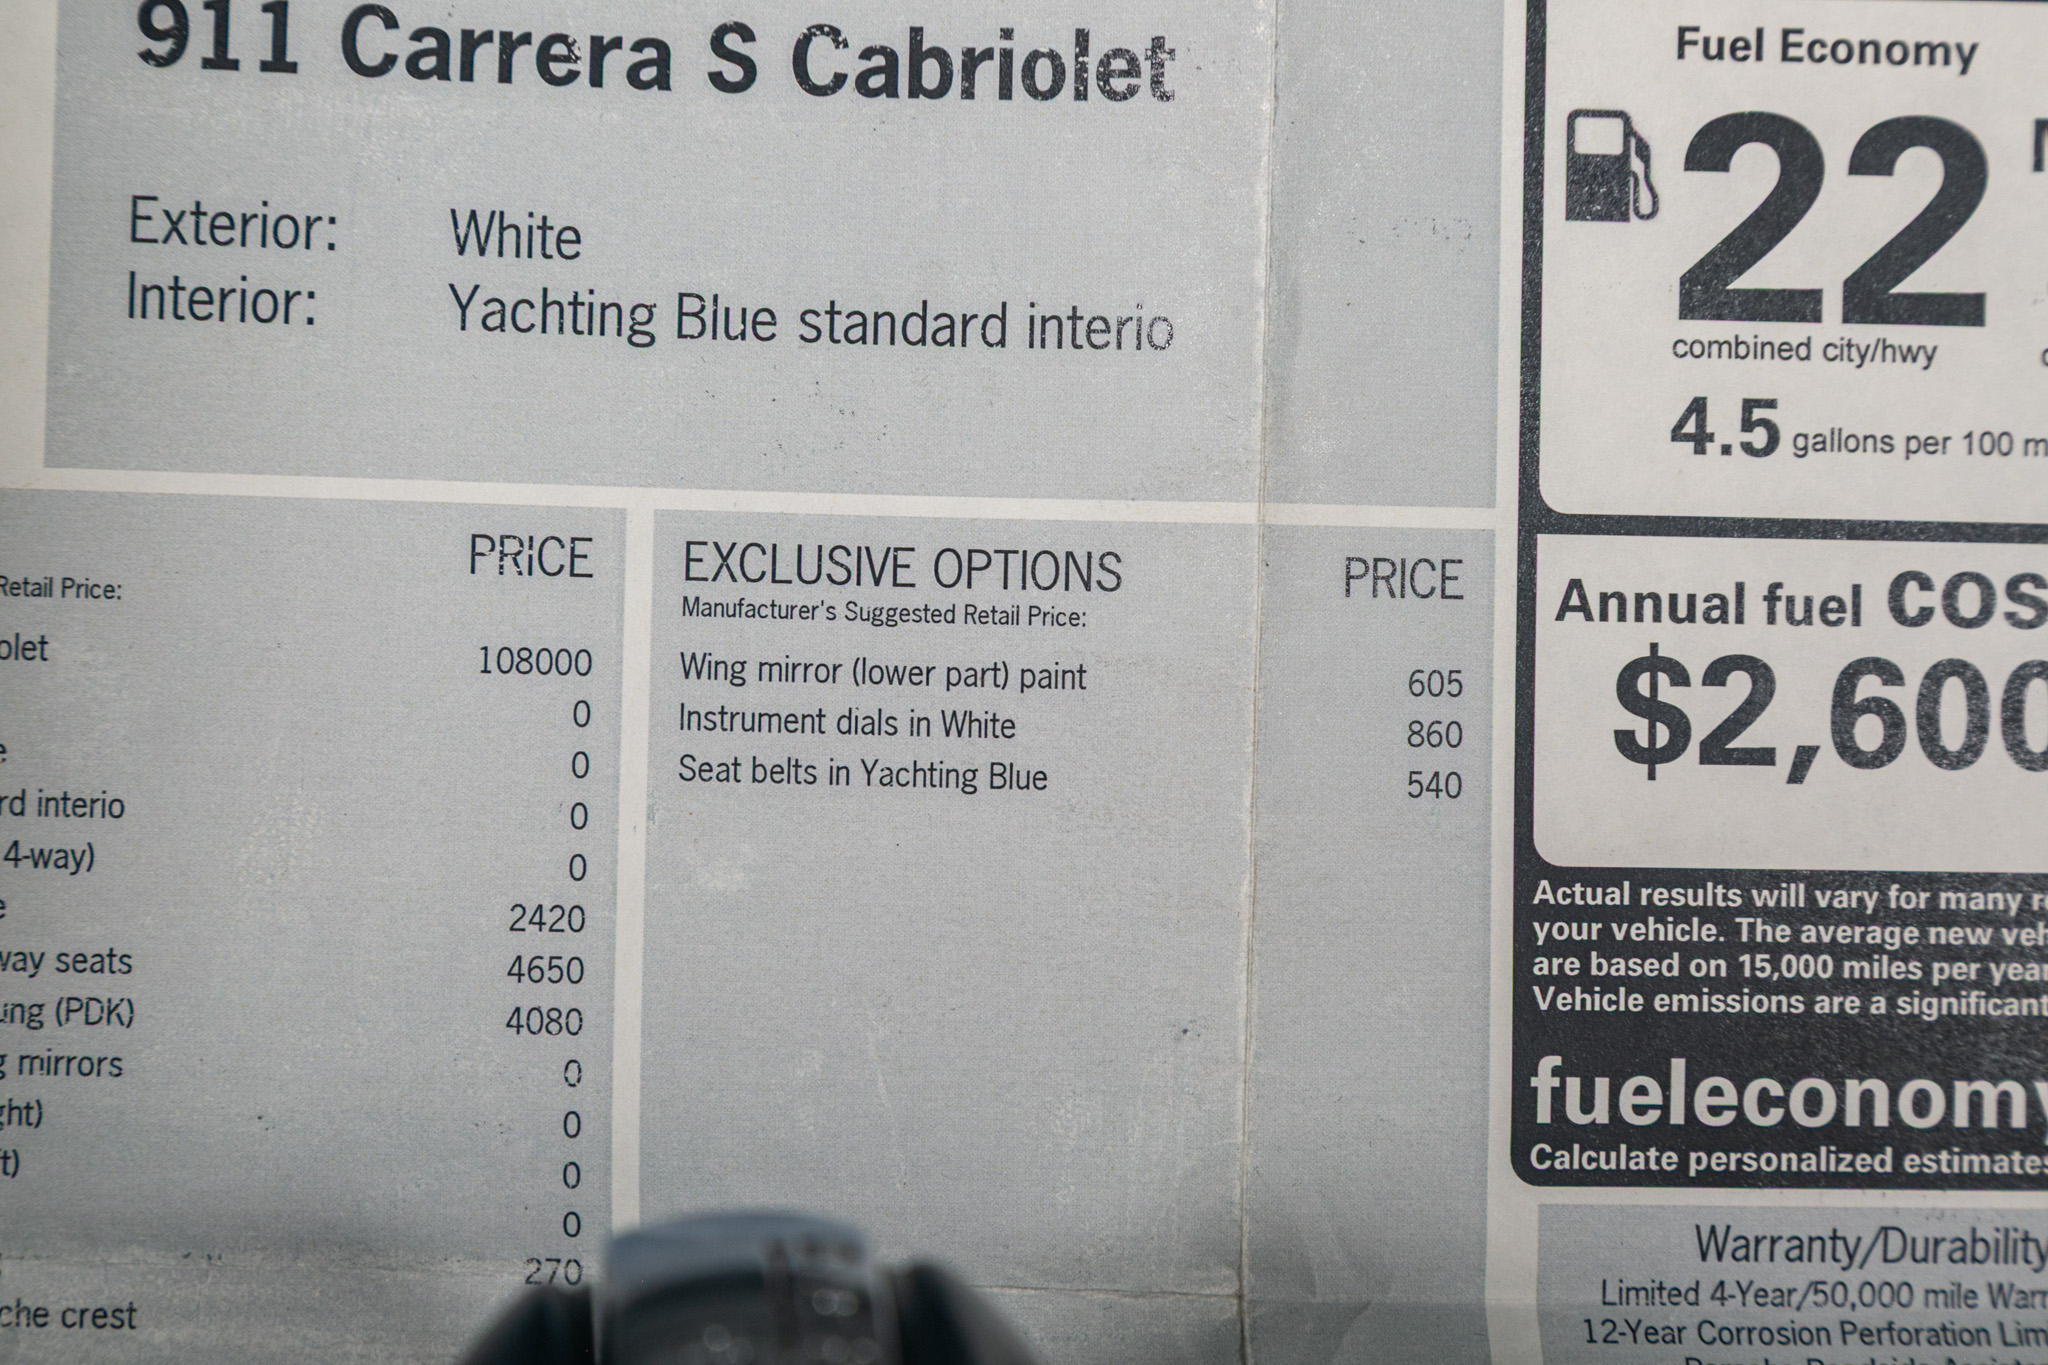 911 Carrera S Cabriolet
Exterior: White
Interior: Yachting Blue standard interio
PRICE
Retail Price:
olet 108000
0
e 0
rd interio 0
4-way) 0
e 2420
way seats 4650
ung (PDK) 4080
g mirrors 0
ght) 0
t) 0
0
270
che crest
EXCLUSIVE OPTIONS PRICE
Manufacturer's Suggested Retail Price:
Wing mirror (lower part) paint 605
Instrument dials in White 860
Seat belts in Yachting Blue 540
Fuel Economy
22
combined city/hwy
4.5 gallons per 100 m
Annual fuel COS
$2,600
Actual results will vary for many re
your vehicle. The average new veh
are based on 15,000 miles per year
Vehicle emissions are a significant
fueleconomy
Calculate personalized estimates
Warranty/Durability
Limited 4-Year/50,000 mile Warr
12-Year Corrosion Perforation Lim